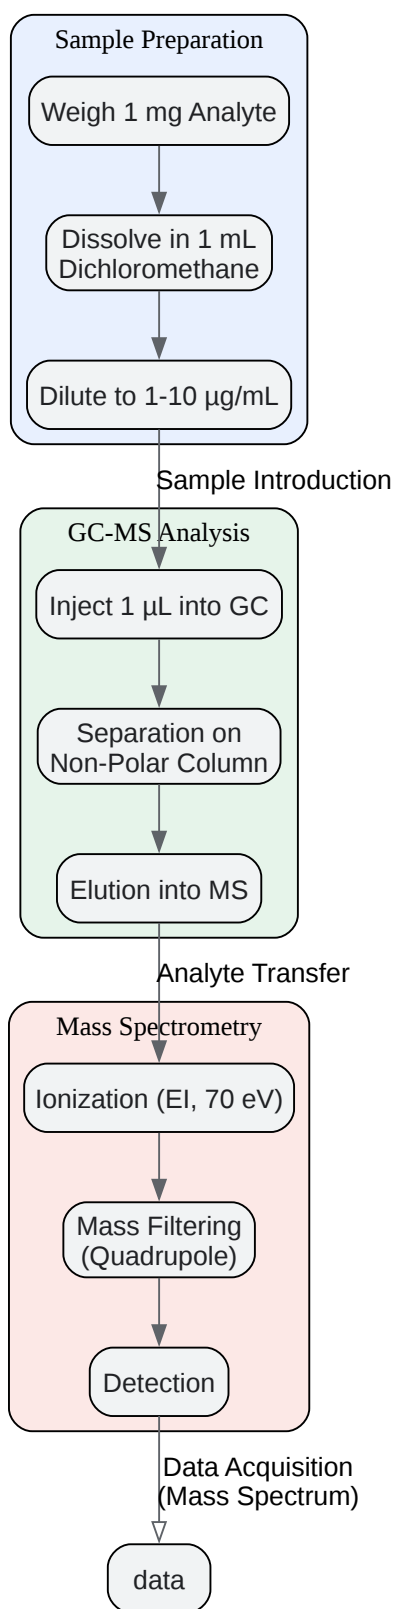 Sample Preparation
Weigh 1 mg Analyte
Dissolve in 1 mL
Dichloromethane
Dilute to 1-10 µg/mL
Sample Introduction
GC-MS Analysis
Inject 1 µL into GC
Separation on
Non-Polar Column
Elution into MS
Analyte Transfer
Mass Spectrometry
Ionization (EI, 70 eV)
Mass Filtering
(Quadrupole)
Detection
Data Acquisition
(Mass Spectrum)
data